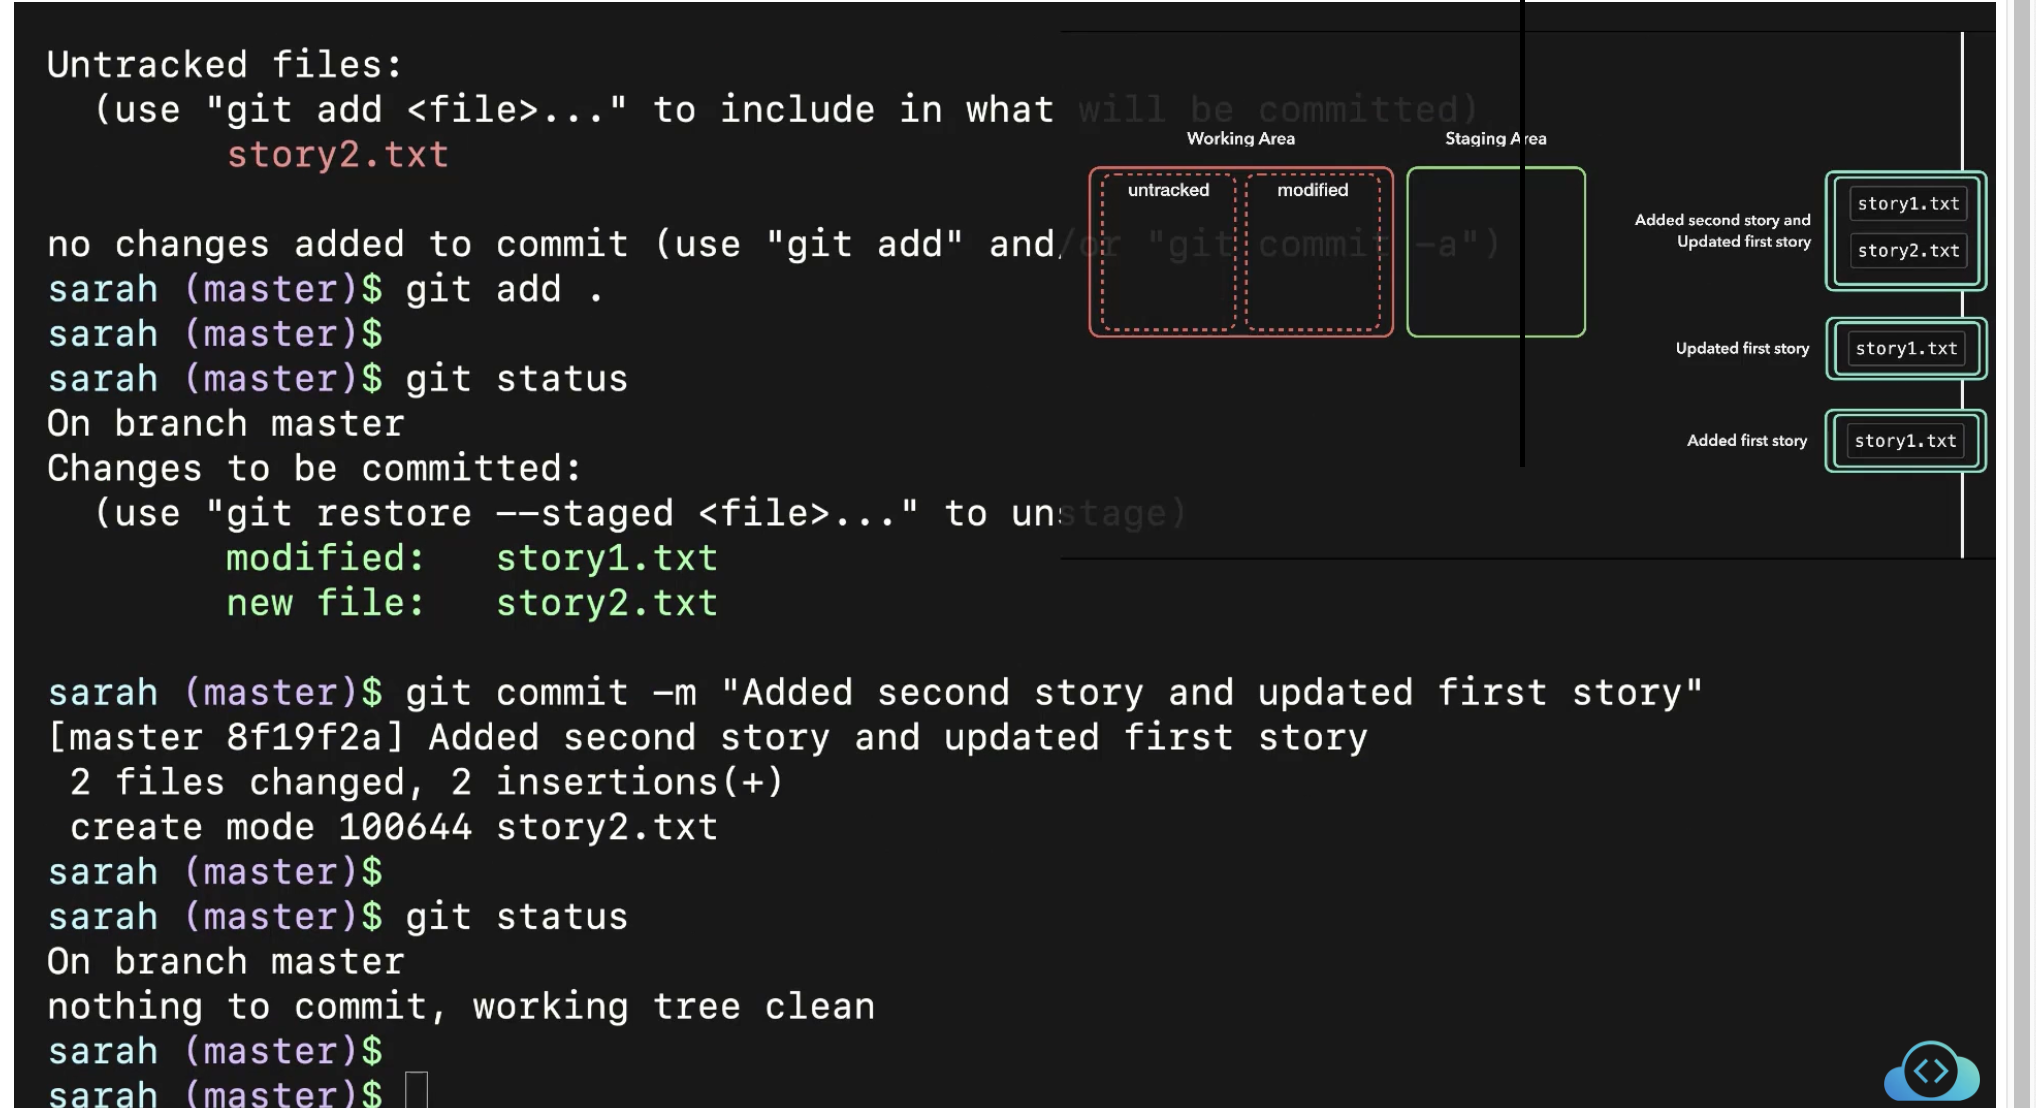 Untracked files:
(use "git add <file>..." to include in what will be committed)
story2.txt
no changes added to commit (use "git add" and/or "git commit -a")
sarah (master)$ git add .
sarah (master)$
sarah (master)$ git status
On branch master
Changes to be committed:
(use "git restore --staged <file>..." to unstage)
modified:   story1.txt
new file:   story2.txt
sarah (master)$ git commit -m "Added second story and updated first story"
[master 8f19f2a] Added second story and updated first story
2 files changed, 2 insertions(+)
create mode 100644 story2.txt
sarah (master)$
sarah (master)$ git status
On branch master
nothing to commit, working tree clean
sarah (master)$
sarah (master)$
Working Area
Staging Area
untracked
modified
Added second story and
Updated first story
story1.txt
story2.txt
Updated first story
story1.txt
Added first story
story1.txt